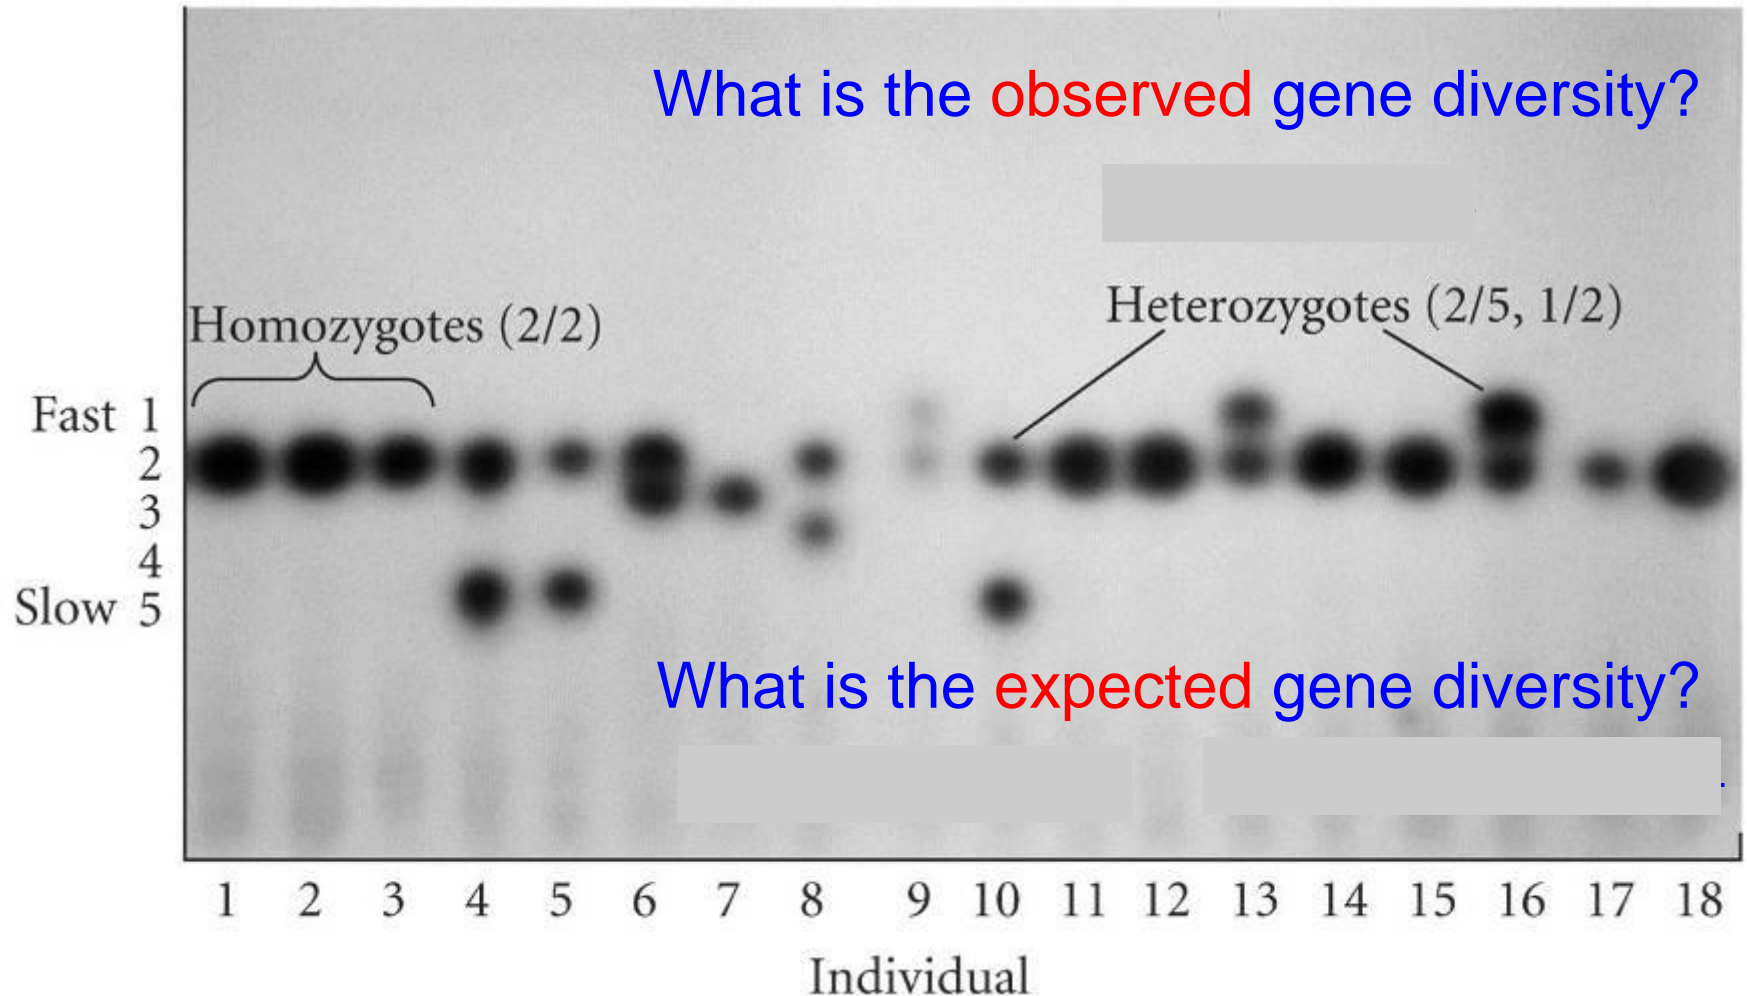 What is the observed gene diversity?
Homozygotes (2/2)
Heterozygotes (2/5, 1/2)
Fast 1
2
3
4
Slow 5
What is the expected gene diversity?
1 2 3 4 5 6 7 8 9 10 11 12 13 14 15 16 17 18
Individual